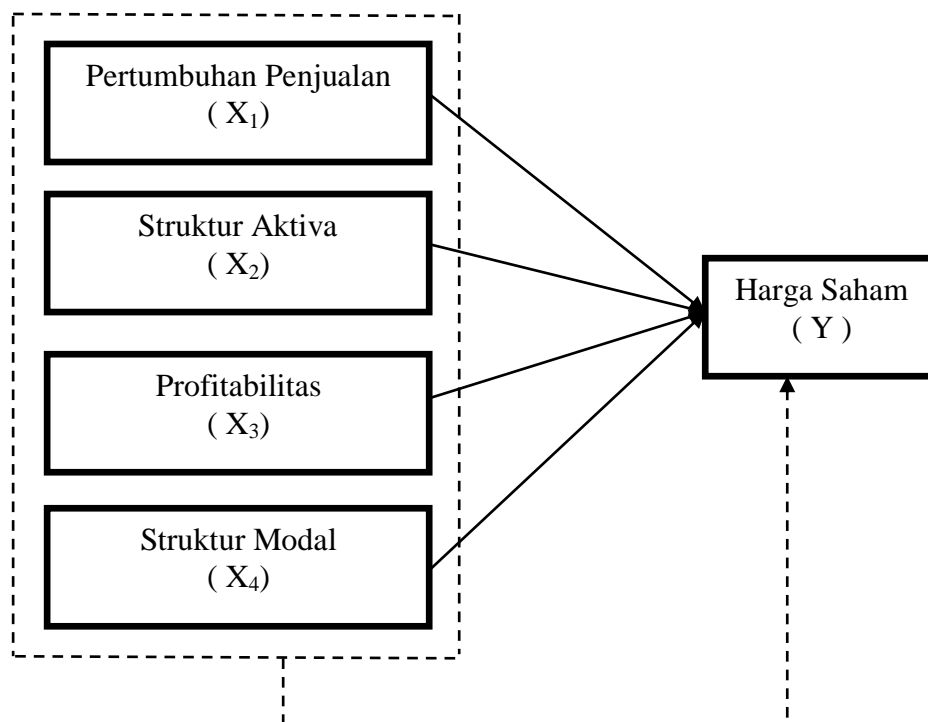 Pertumbuhan Penjualan
( X₁)
Struktur Aktiva
( X₂)
Profitabilitas
( X₃)
Struktur Modal
( X₄)
Harga Saham
( Y )